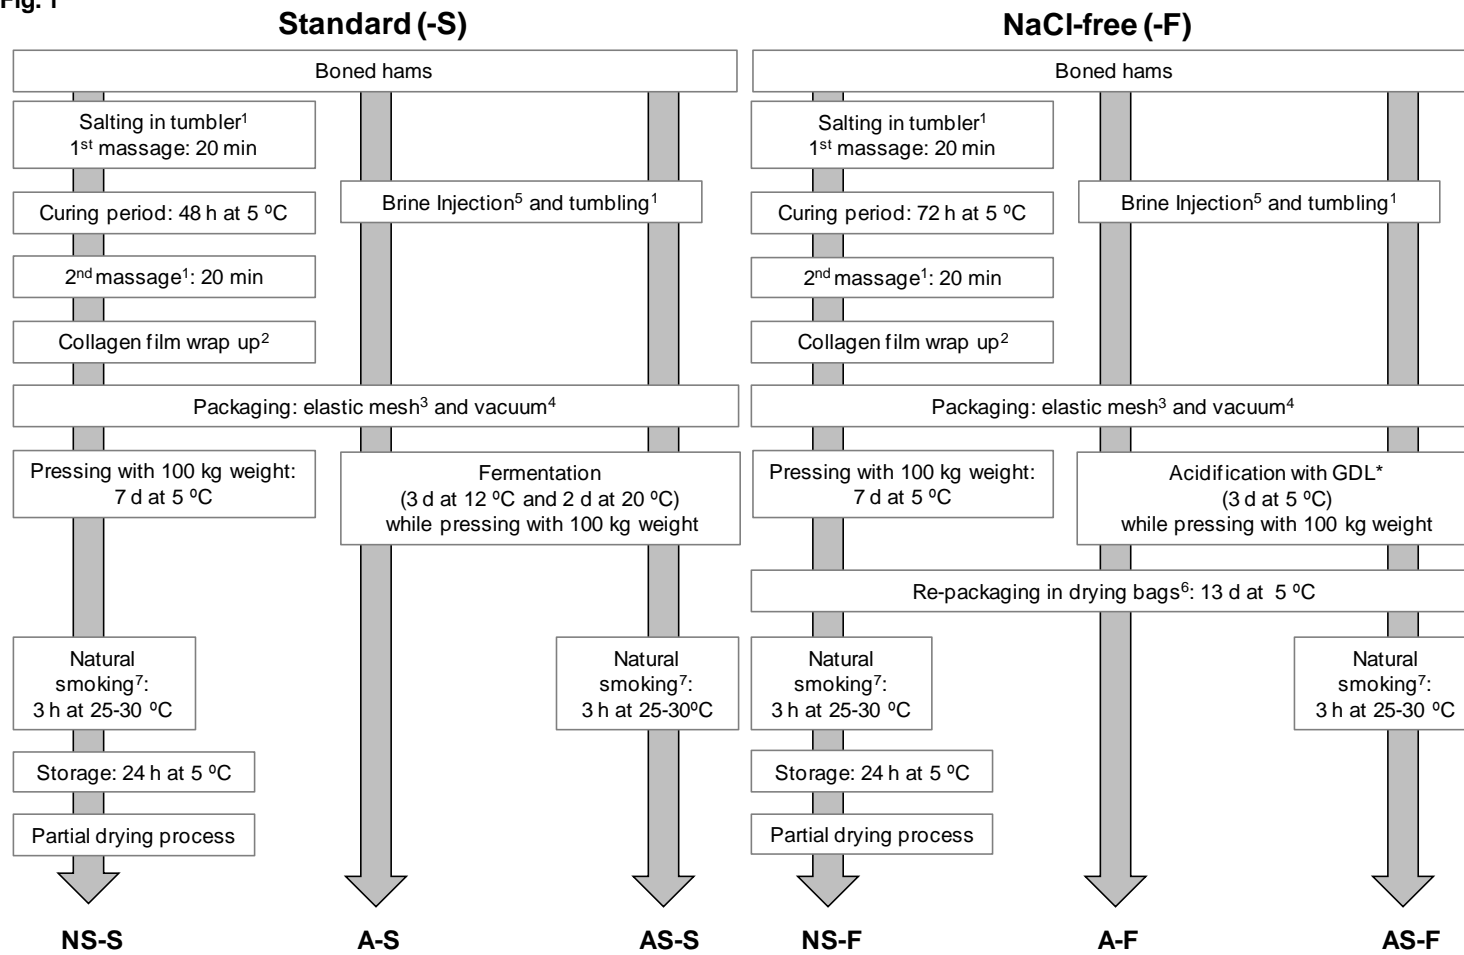 Fig. 1
Standard (-S)
Boned hams
Salting in tumbler¹
1st massage: 20 min
Curing period: 48 h at 5 ºC
2nd massage¹: 20 min
Collagen film wrap up²
Brine Injection⁵ and tumbling¹
Packaging: elastic mesh³ and vacuum⁴
Pressing with 100 kg weight:
7 d at 5 ºC
Fermentation
(3 d at 12 ºC and 2 d at 20 ºC)
while pressing with 100 kg weight
Natural
smoking⁷:
3 h at 25-30 ºC
Natural
smoking⁷:
3 h at 25-30ºC
Storage: 24 h at 5 ºC
Partial drying process
NS-S
A-S
AS-S
NaCl-free (-F)
Boned hams
Salting in tumbler¹
1st massage: 20 min
Curing period: 72 h at 5 ºC
2nd massage¹: 20 min
Collagen film wrap up²
Brine Injection⁵ and tumbling¹
Packaging: elastic mesh³ and vacuum⁴
Pressing with 100 kg weight:
7 d at 5 ºC
Acidification with GDL*
(3 d at 5 ºC)
while pressing with 100 kg weight
Re-packaging in drying bags⁶: 13 d at 5 ºC
Natural
smoking⁷:
3 h at 25-30 ºC
Natural
smoking⁷:
3 h at 25-30 ºC
Storage: 24 h at 5 ºC
Partial drying process
NS-F
A-F
AS-F